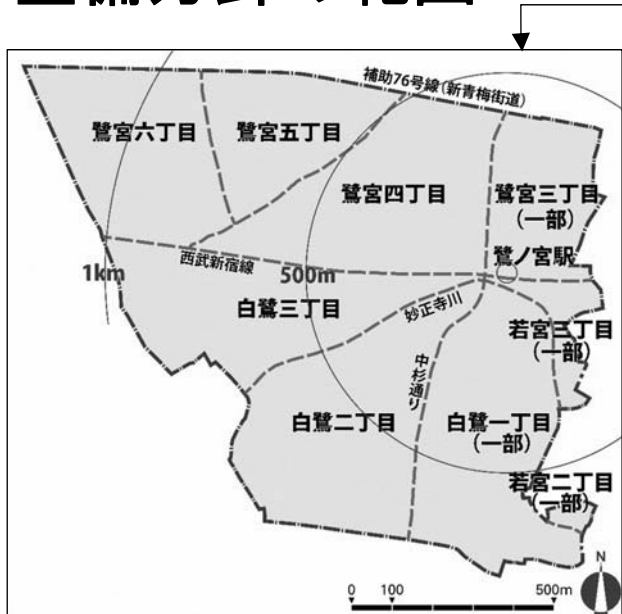 補助76号線(新青梅街道)
鷺宮六丁目
鷺宮五丁目
鷺宮四丁目
鷺宮三丁目
(一部)
鷺ノ宮駅
1km
西武新宿線
500m
白鷺三丁目
妙正寺川
若宮三丁目
(一部)
中杉通り
白鷺二丁目
白鷺一丁目
(一部)
若宮二丁目
(一部)
N
0 100 500m